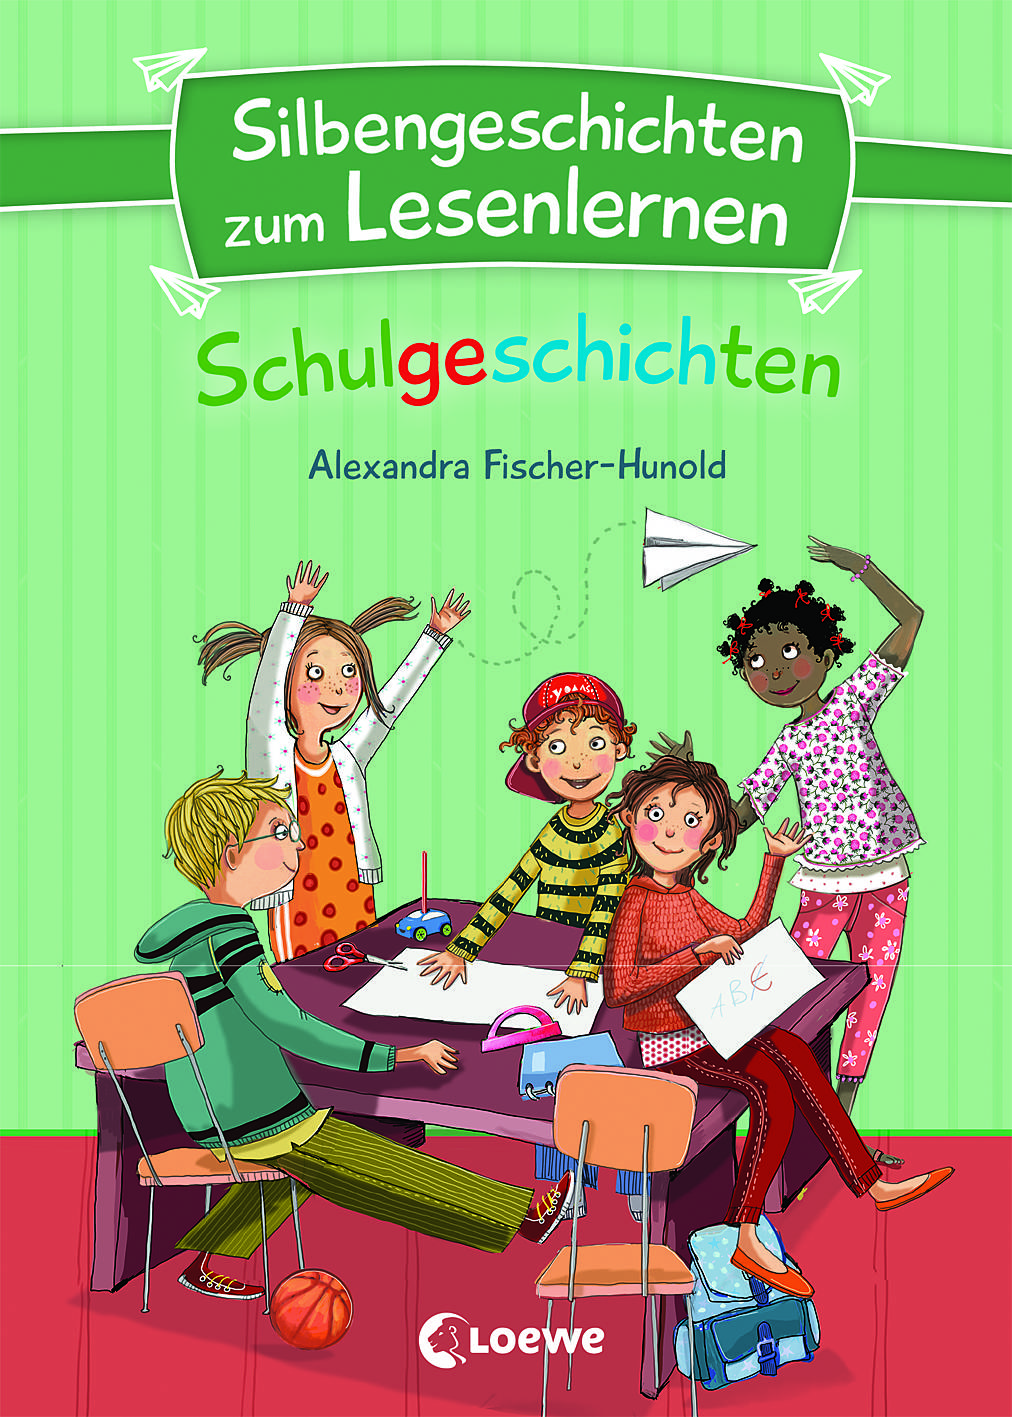 Silbengeschichten
zum Lesenlernen
Schulgeschichten
Alexandra Fischer-Hunold
ABC
Loewe